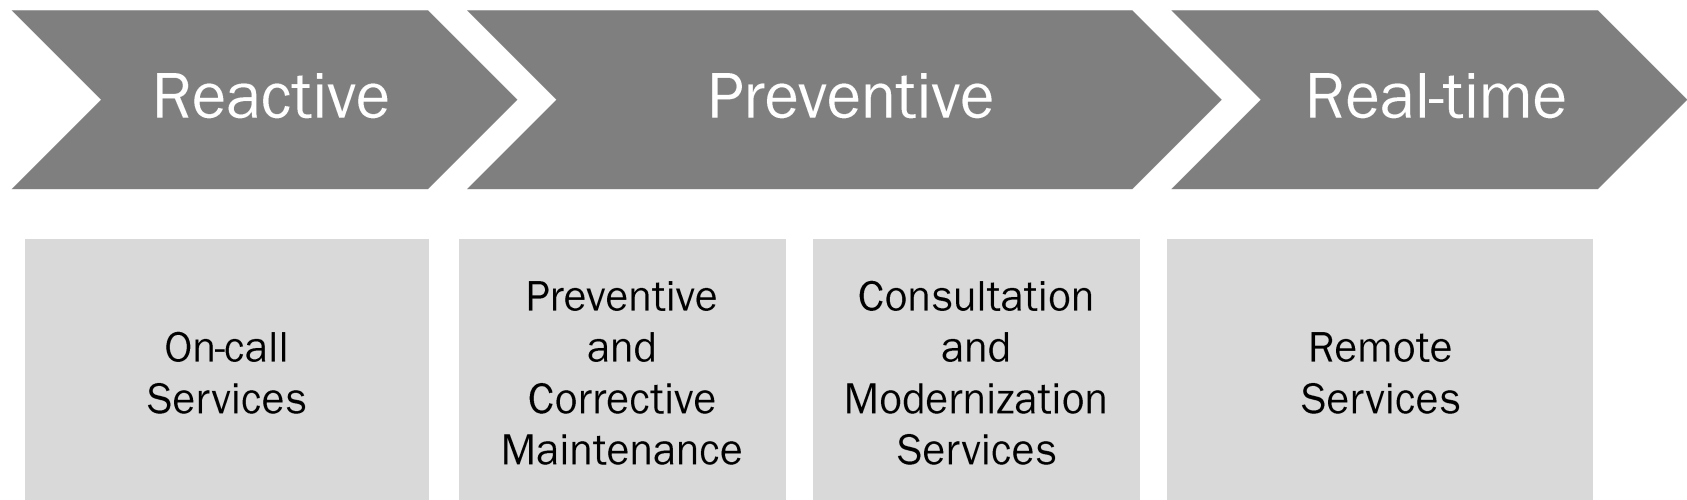 Reactive
Preventive
Real-time
On-call
Services
Preventive
and
Corrective
Maintenance
Consultation
and
Modernization
Services
Remote
Services